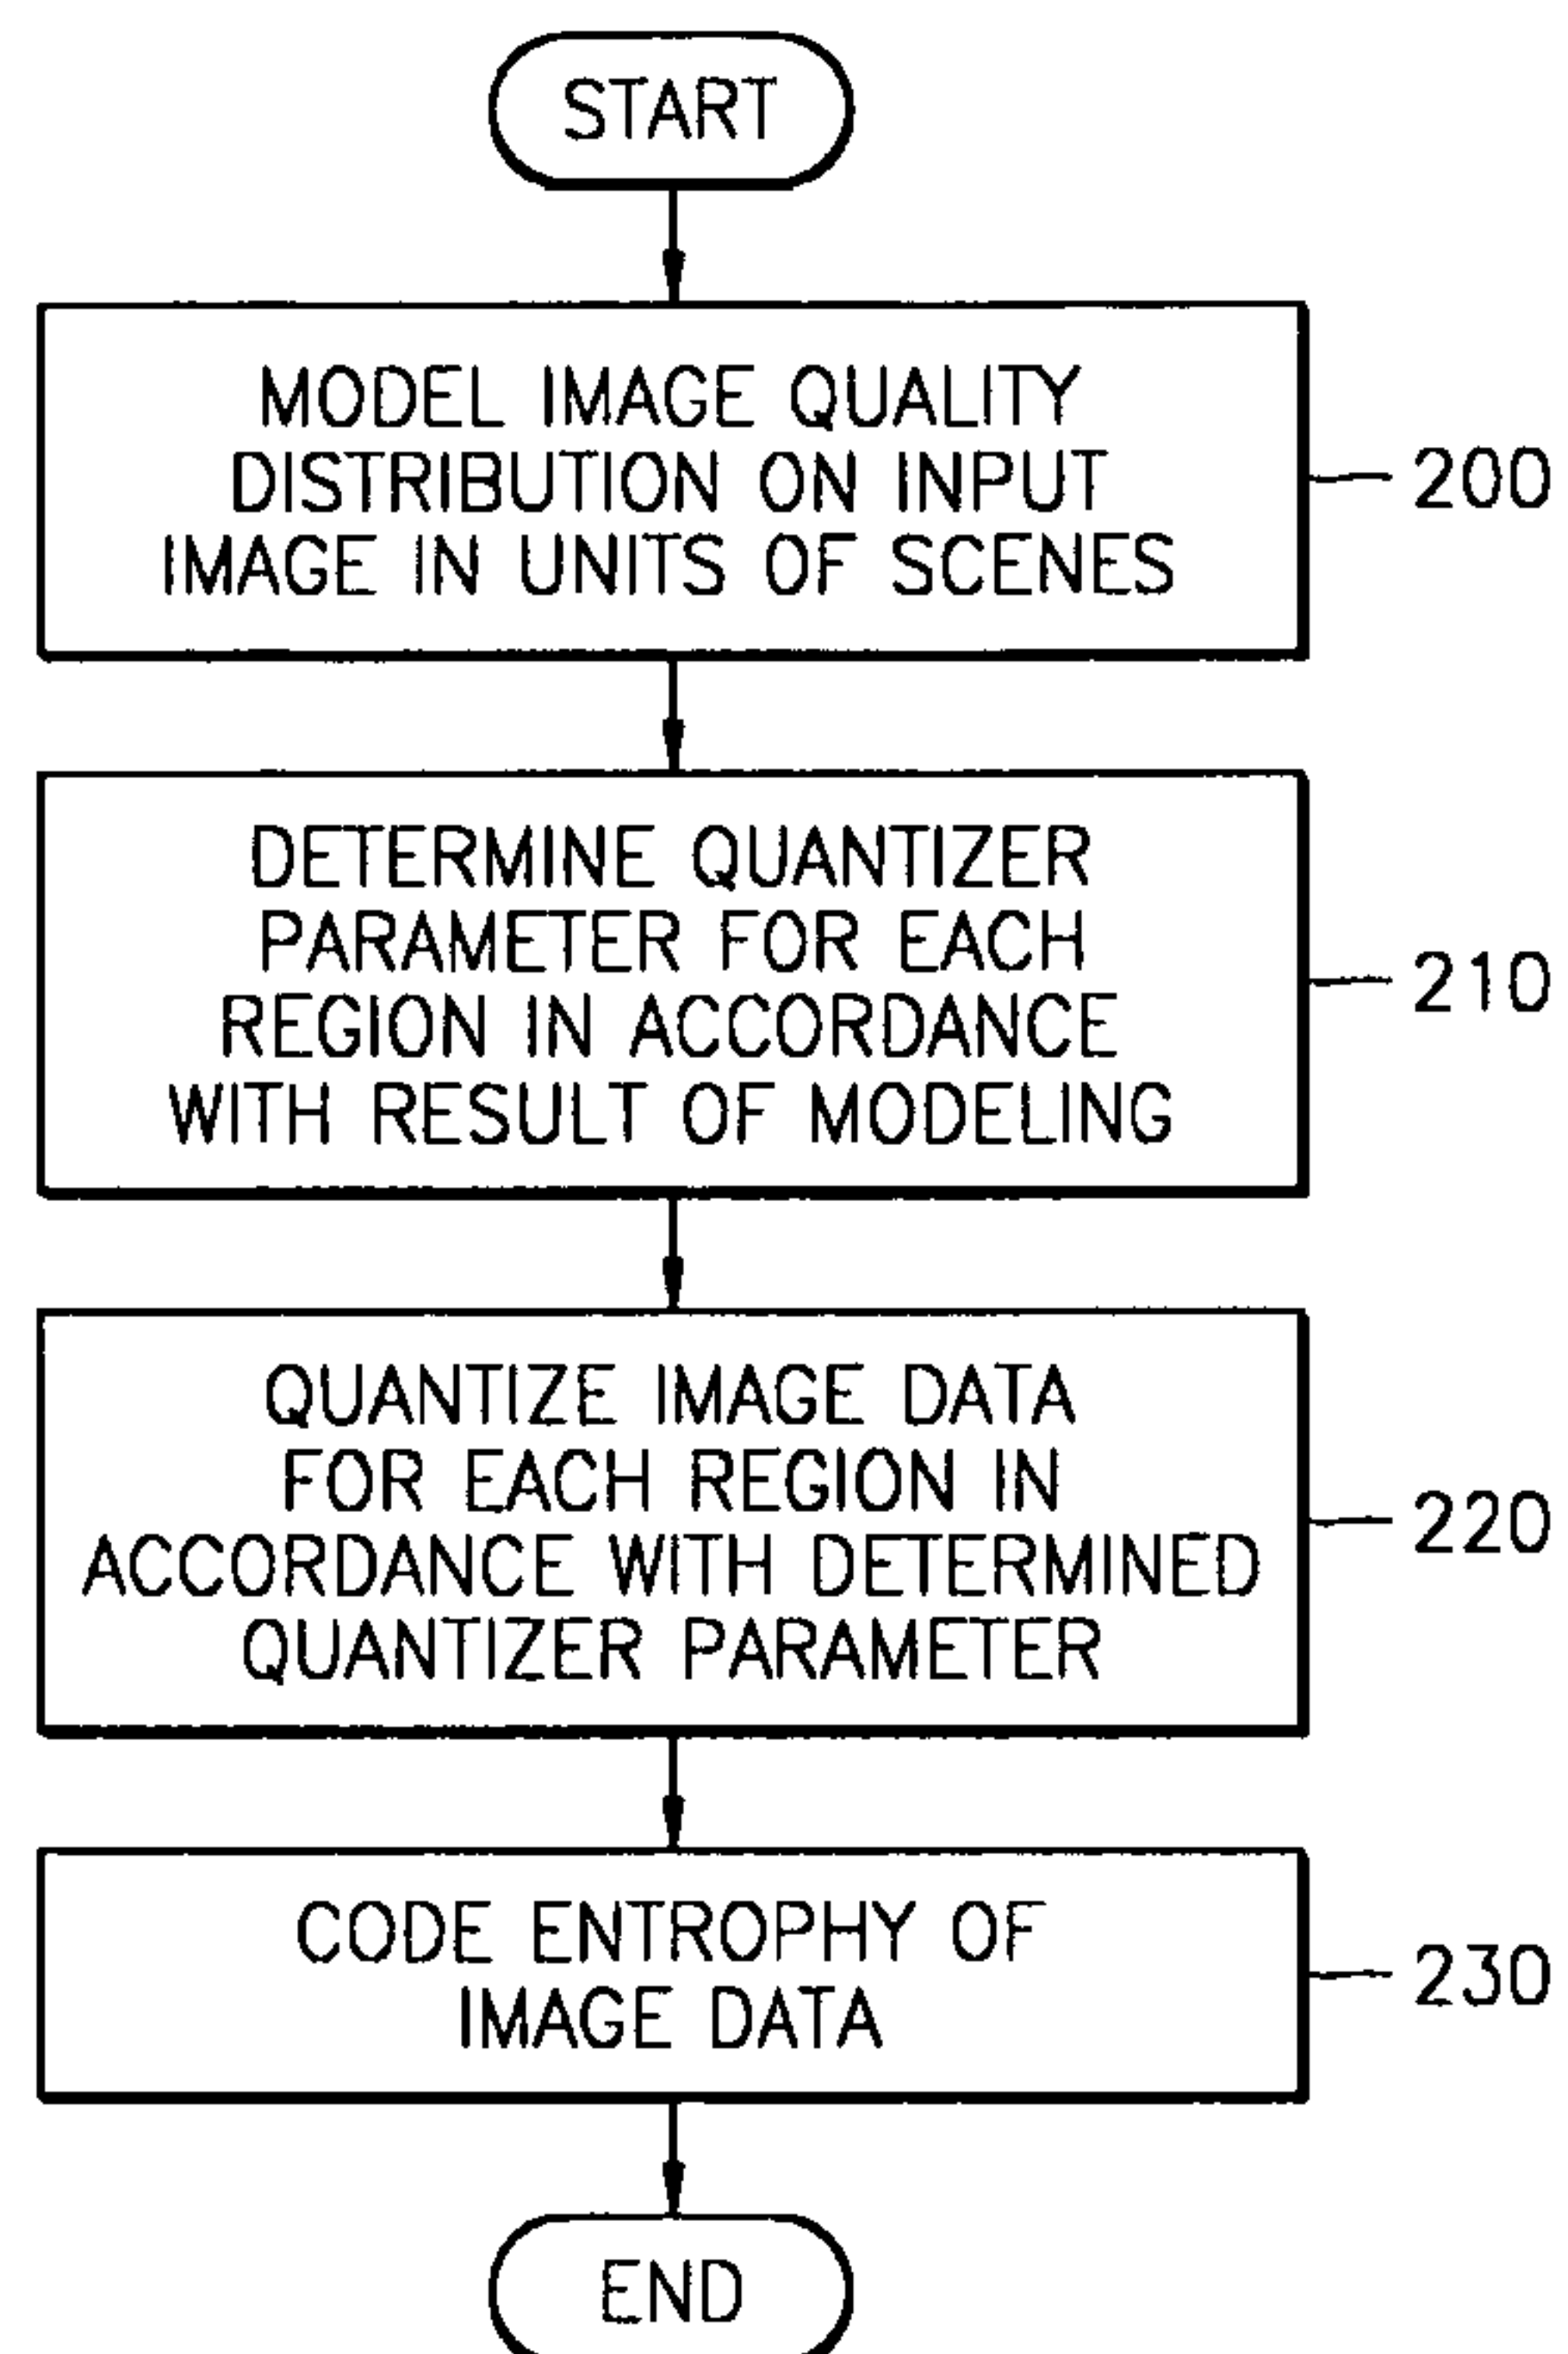 START
MODEL IMAGE QUALITY
DISTRIBUTION ON INPUT
IMAGE IN UNITS OF SCENES
200
DETERMINE QUANTIZER
PARAMETER FOR EACH
REGION IN ACCORDANCE
WITH RESULT OF MODELING
210
QUANTIZE IMAGE DATA
FOR EACH REGION IN
ACCORDANCE WITH DETERMINED
QUANTIZER PARAMETER
220
CODE ENTROPHY OF
IMAGE DATA
230
END